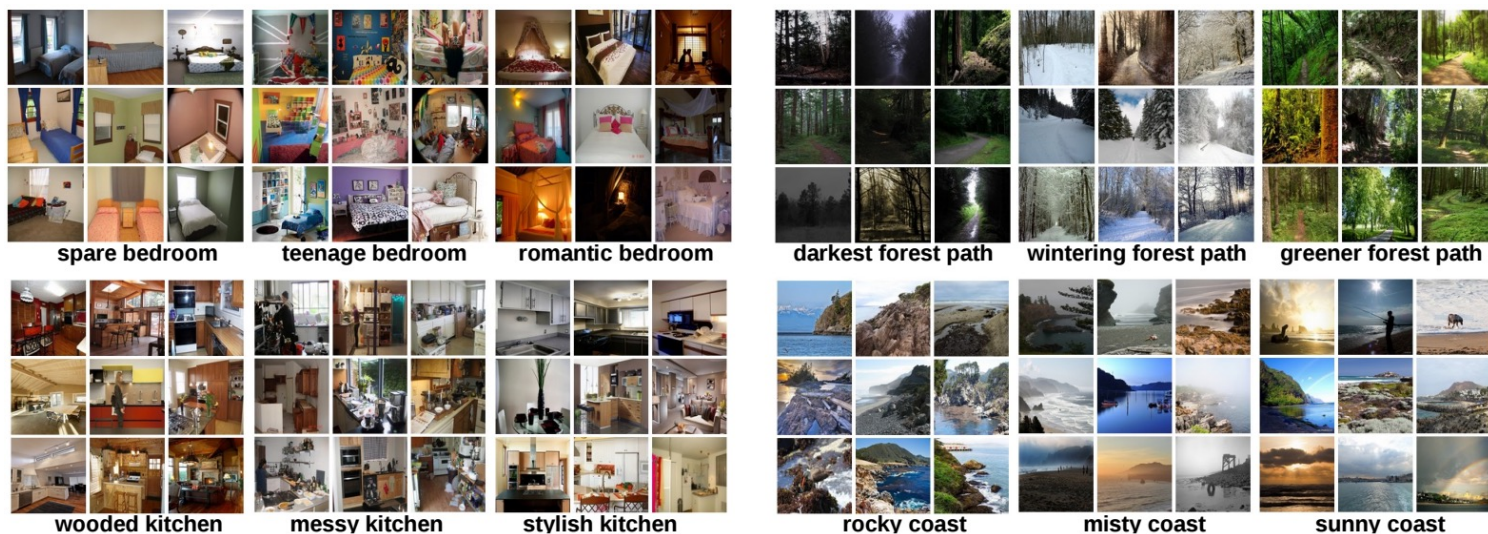 spare bedroom
teenage bedroom
romantic bedroom
darkest forest path
wintering forest path
greener forest path
wooded kitchen
messy kitchen
stylish kitchen
rocky coast
misty coast
sunny coast